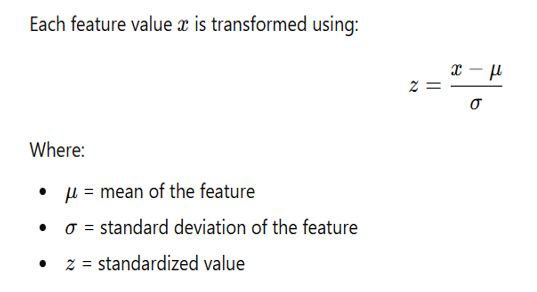 Each feature value x is transformed using:
z = (x − μ) / σ
Where:
• μ = mean of the feature
• σ = standard deviation of the feature
• z = standardized value